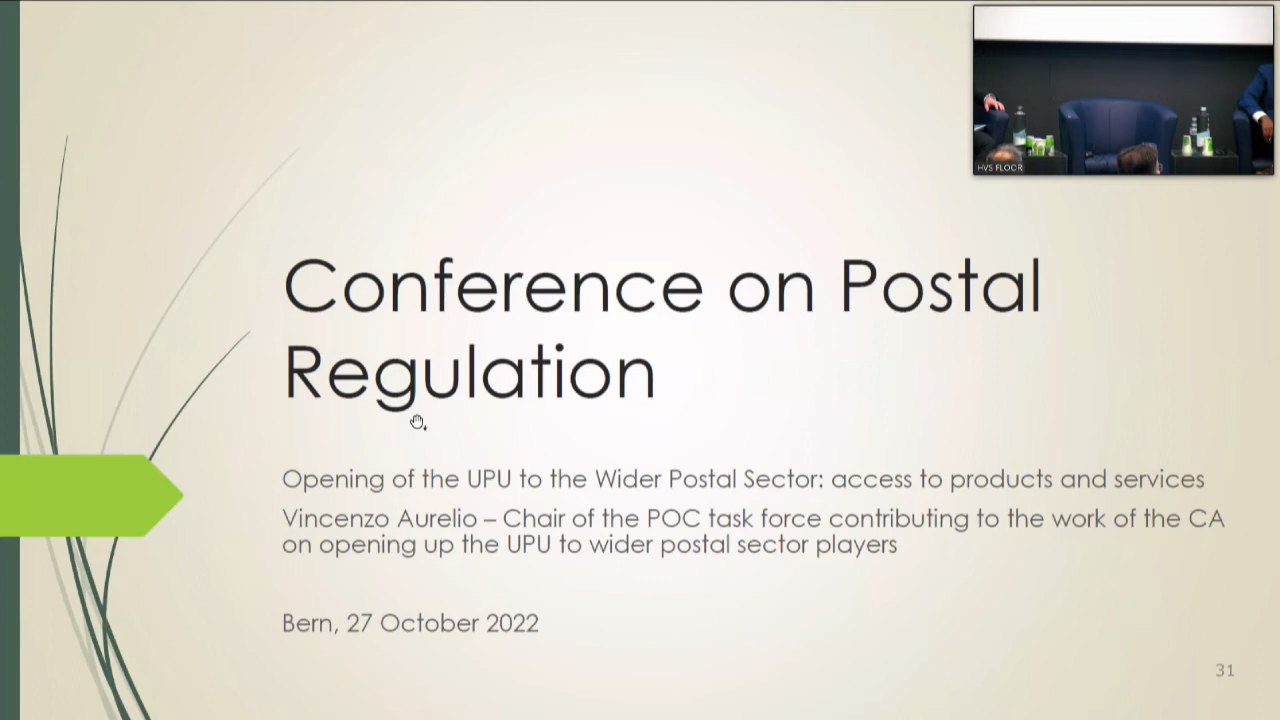 HVS FLOOR
Conference on Postal
Regulation
Opening of the UPU to the Wider Postal Sector: access to products and services
Vincenzo Aurelio – Chair of the POC task force contributing to the work of the CA
on opening up the UPU to wider postal sector players
Bern, 27 October 2022
31